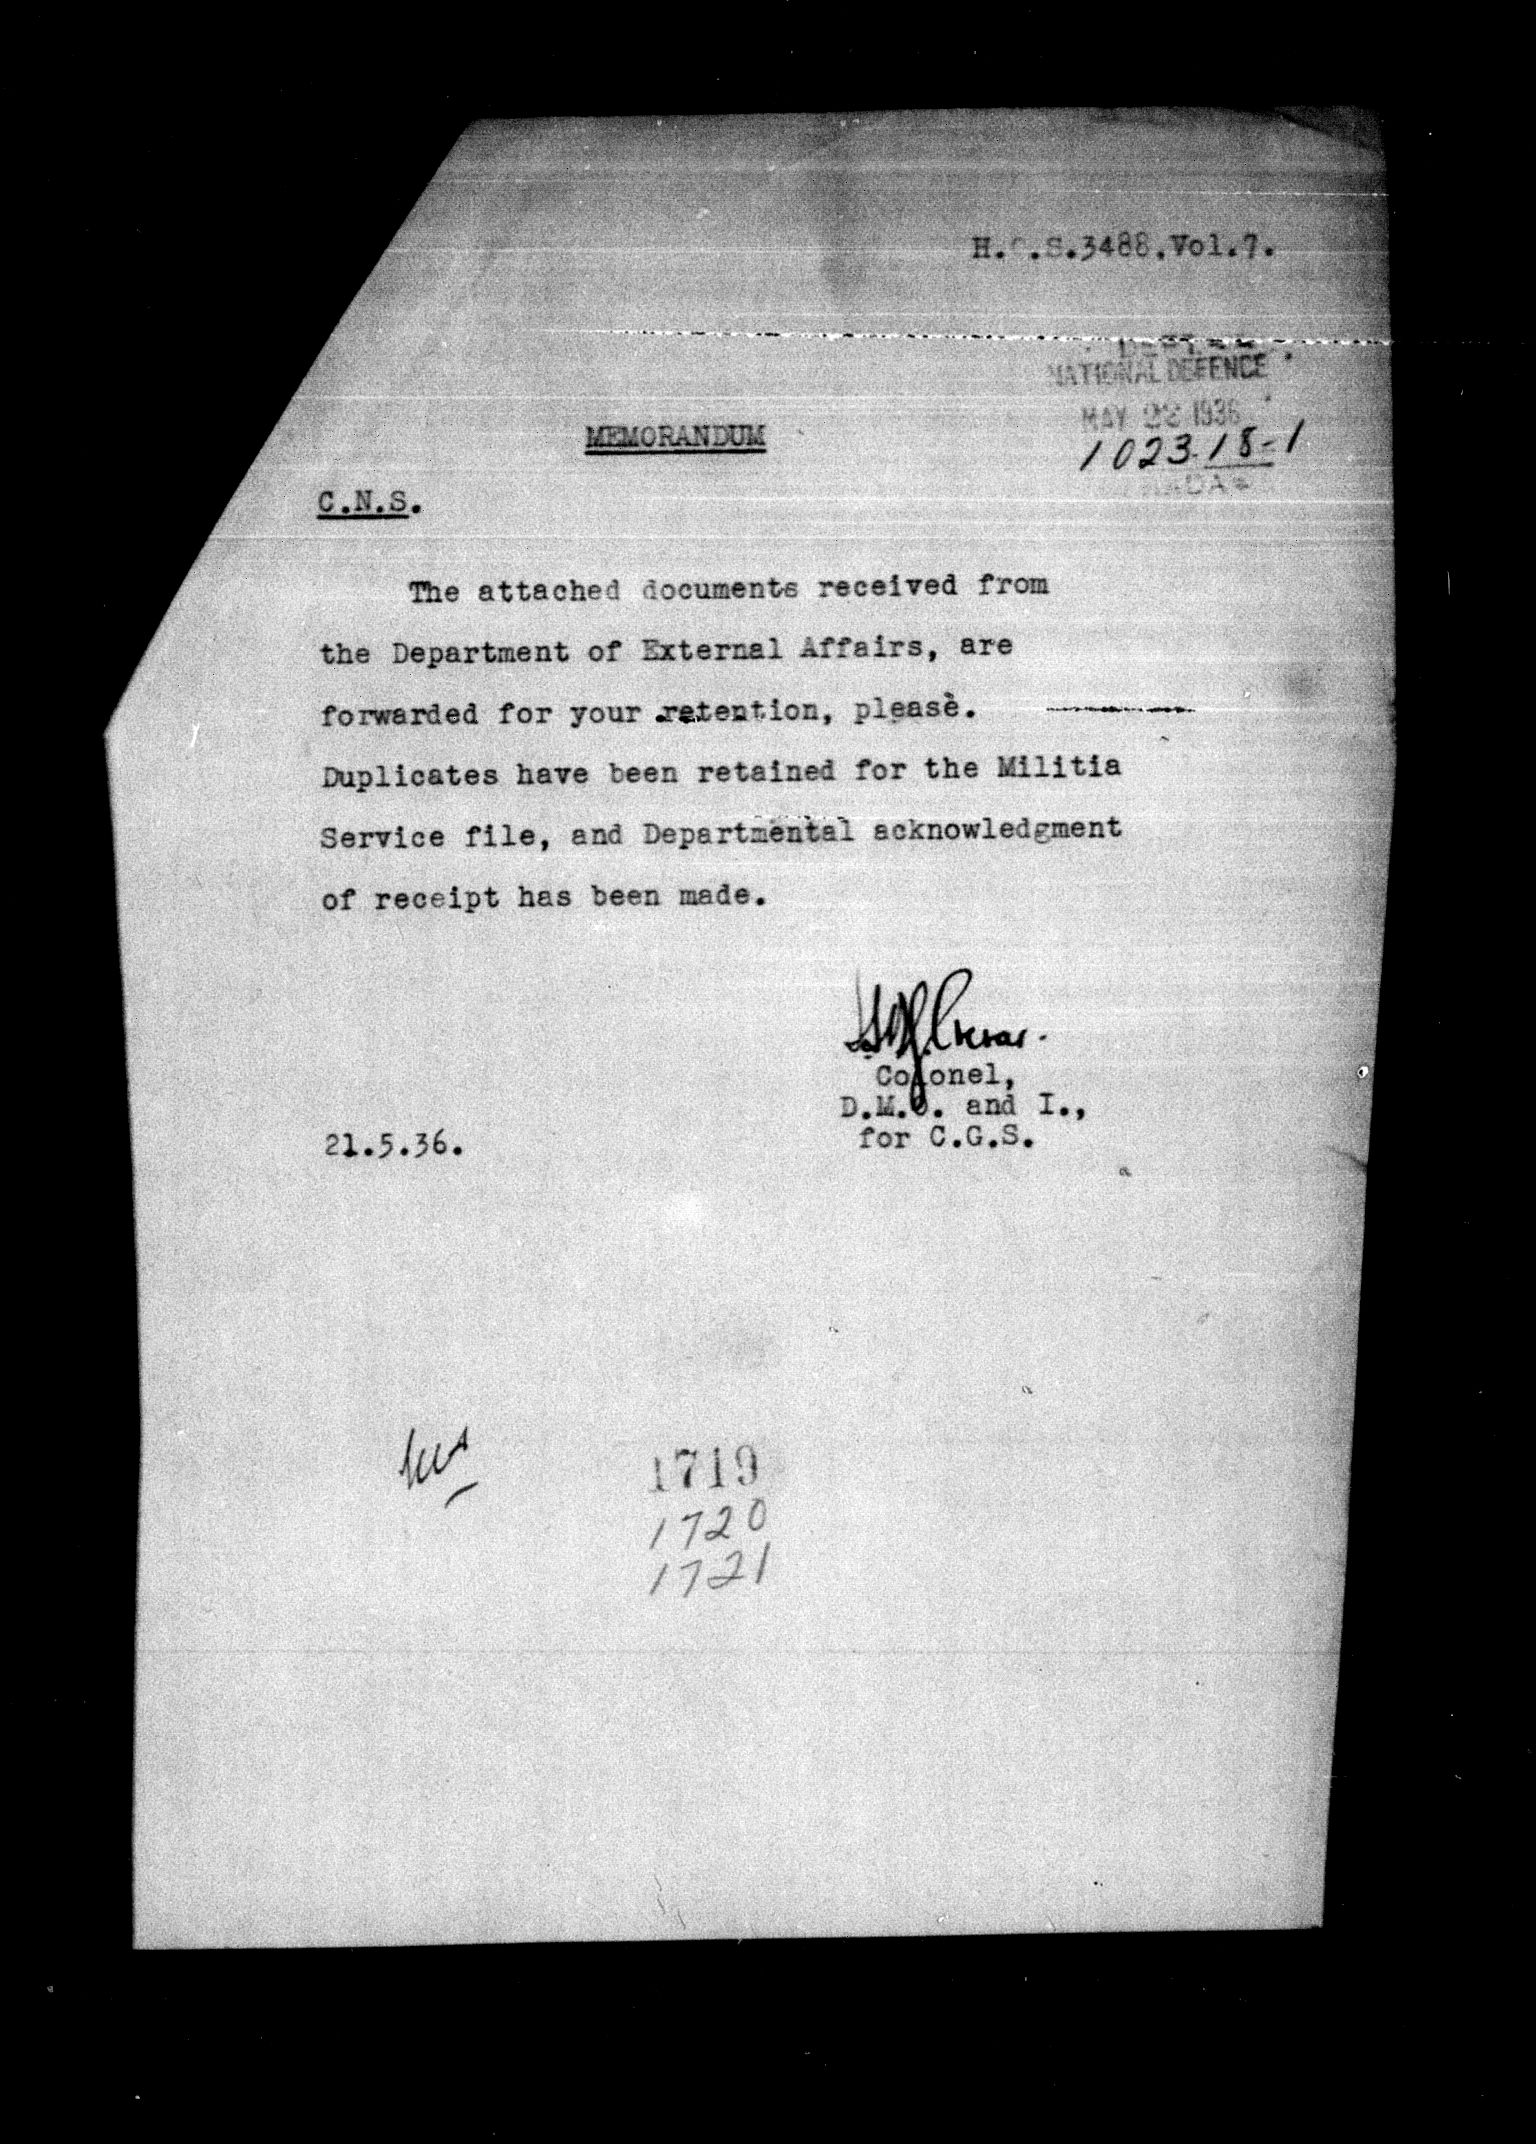 H.Q.S.3488.Vol.7.
NATIONAL DEFENCE
MAY 22 1936
1023-18-1
MEMORANDUM
C.N.S.
The attached documents received from
the Department of External Affairs, are
forwarded for your retention, please.
Duplicates have been retained for the Militia
Service file, and Departmental acknowledgment
of receipt has been made.
Colonel,
D.M.O. and I.,
for C.G.S.
21.5.36.
1719
1720
1721